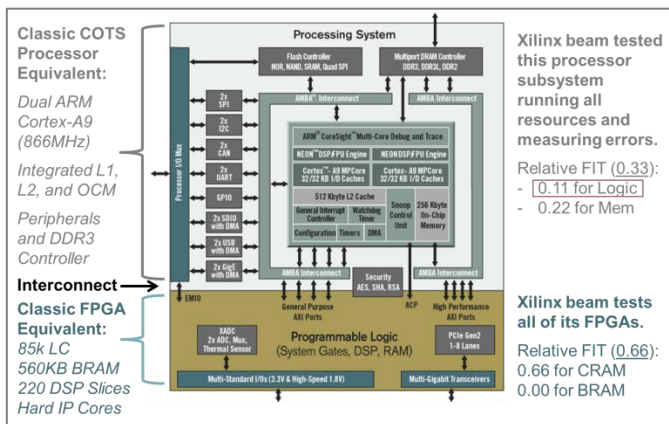 Classic COTS
Processor
Equivalent:
Dual ARM
Cortex-A9
(866MHz)
Integrated L1,
L2, and OCM
Peripherals
and DDR3
Controller
Interconnect
Classic FPGA
Equivalent:
85k LC
560KB BRAM
220 DSP Slices
Hard IP Cores
Processing System
Flash Controller
NOR, NAND, SRAM, Quad SPI
Multiport DRAM Controller
DDR3, DDR3L, DDR2
Processor I/O Mux
2x
SPI
2x
I2C
2x
CAN
2x
UART
GPIO
2x SDIO
with DMA
2x USB
with DMA
2x GigE
with DMA
EMIO
AMBA® Interconnect
AMBA Interconnect
ARM® CoreSight™ Multi-Core Debug and Trace
NEON™ DSP/FPU Engine
NEON DSP/FPU Engine
Cortex™- A9 MPCore
32/32 KB I/D Caches
Cortex- A9 MPCore
32/32 KB I/D Caches
512 Kbyte L2 Cache
General Interrupt
Controller
Watchdog
Timer
Configuration
Timers
DMA
Snoop
Control
Unit
256 Kbyte
On-Chip
Memory
AMBA Interconnect
Security
AES, SHA, RSA
AMBA Interconnect
General Purpose
AXI Ports
ACP
High Performance
AXI Ports
XADC
2x ADC, Mux,
Thermal Sensor
Programmable Logic
(System Gates, DSP, RAM)
PCIe Gen2
1-8 Lanes
Multi-Standard I/Os (3.3V & High-Speed 1.8V)
Multi-Gigabit Transceivers
Xilinx beam tested
this processor
subsystem
running all
resources and
measuring errors.
Relative FIT (0.33):
- 0.11 for Logic
- 0.22 for Mem
Xilinx beam tests
all of its FPGAs.
Relative FIT (0.66):
0.66 for CRAM
0.00 for BRAM